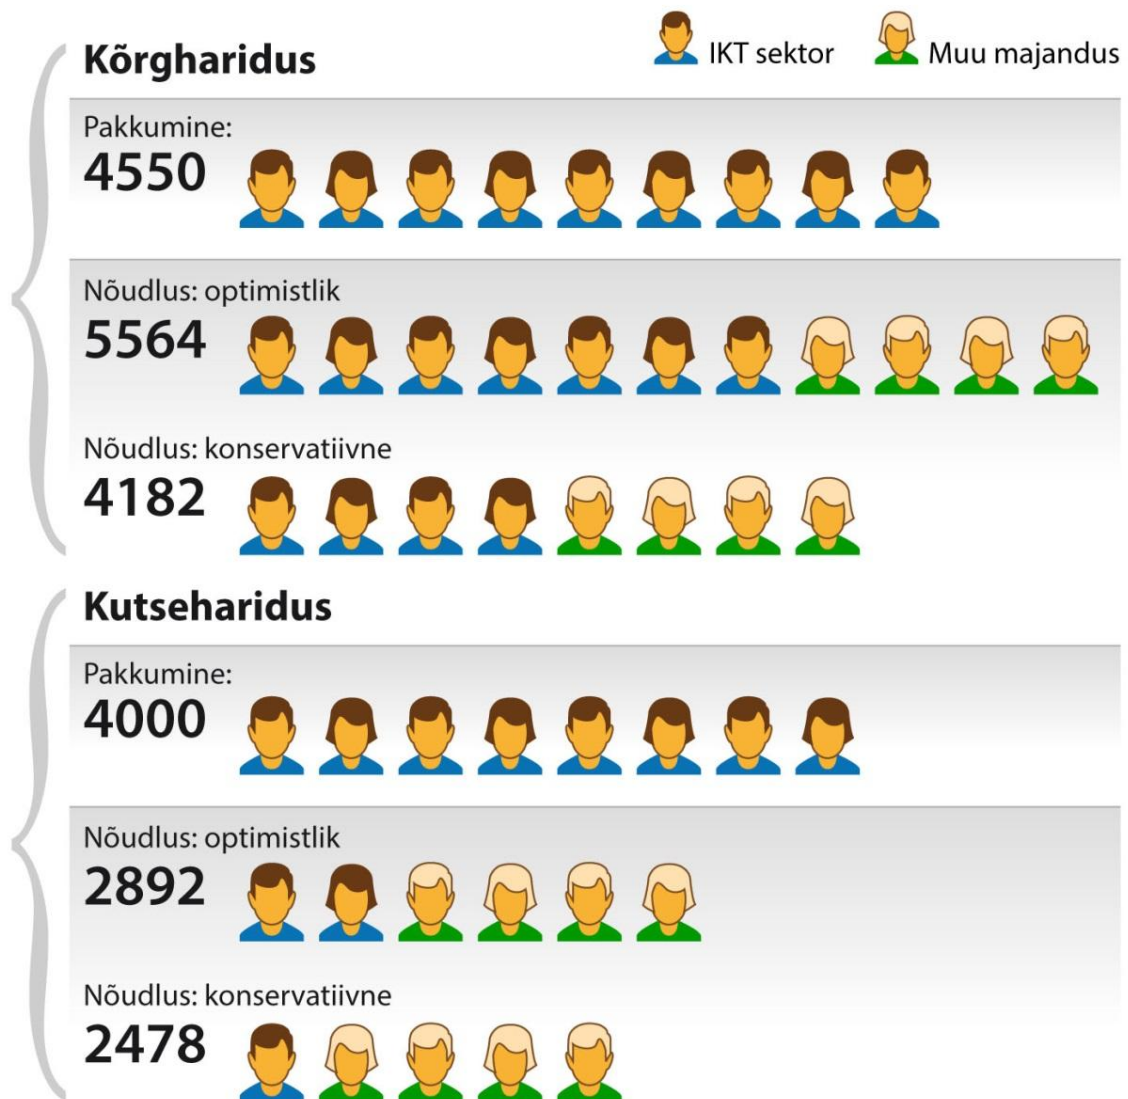 Kõrgharidus
IKT sektor
Muu majandus
Pakkumine:
4550
Nõudlus: optimistlik
5564
Nõudlus: konservatiivne
4182
Kutseharidus
Pakkumine:
4000
Nõudlus: optimistlik
2892
Nõudlus: konservatiivne
2478